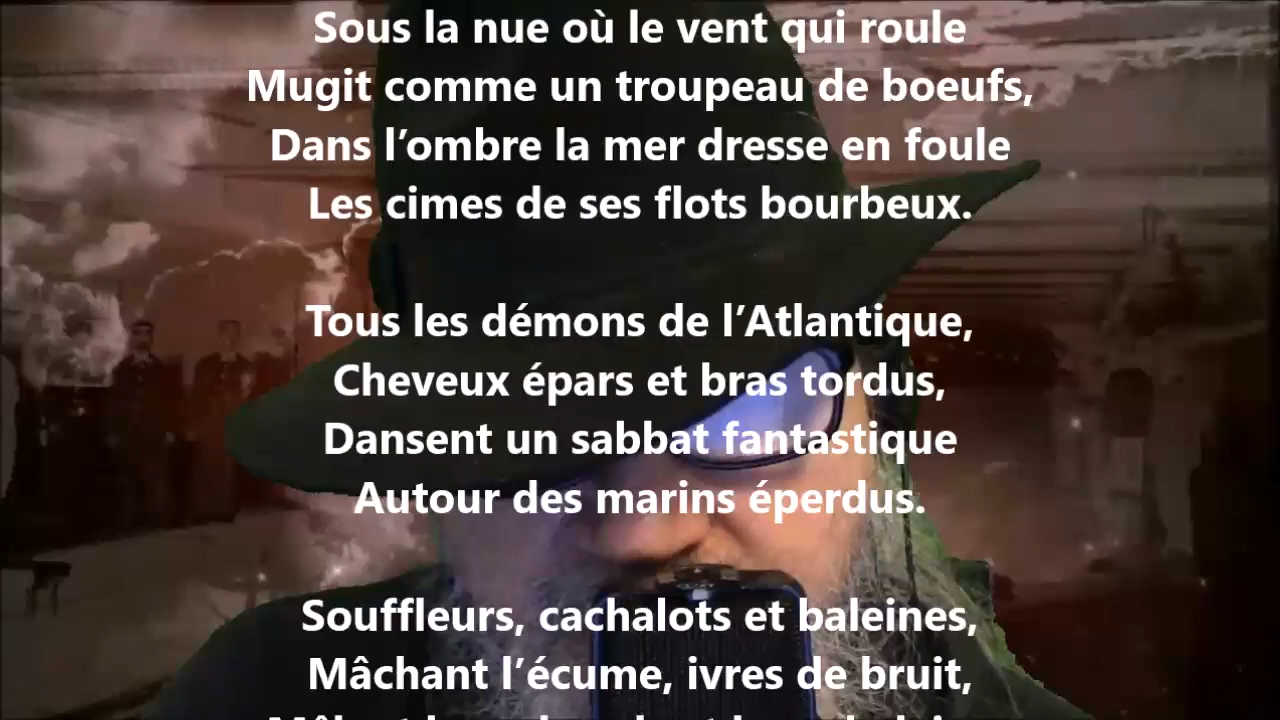 Sous la nue où le vent qui roule
Mugit comme un troupeau de boeufs,
Dans l’ombre la mer dresse en foule
Les cimes de ses flots bourbeux.
Tous les démons de l’Atlantique,
Cheveux épars et bras tordus,
Dansent un sabbat fantastique
Autour des marins éperdus.
Souffleurs, cachalots et baleines,
Mâchant l’écume, ivres de bruit,